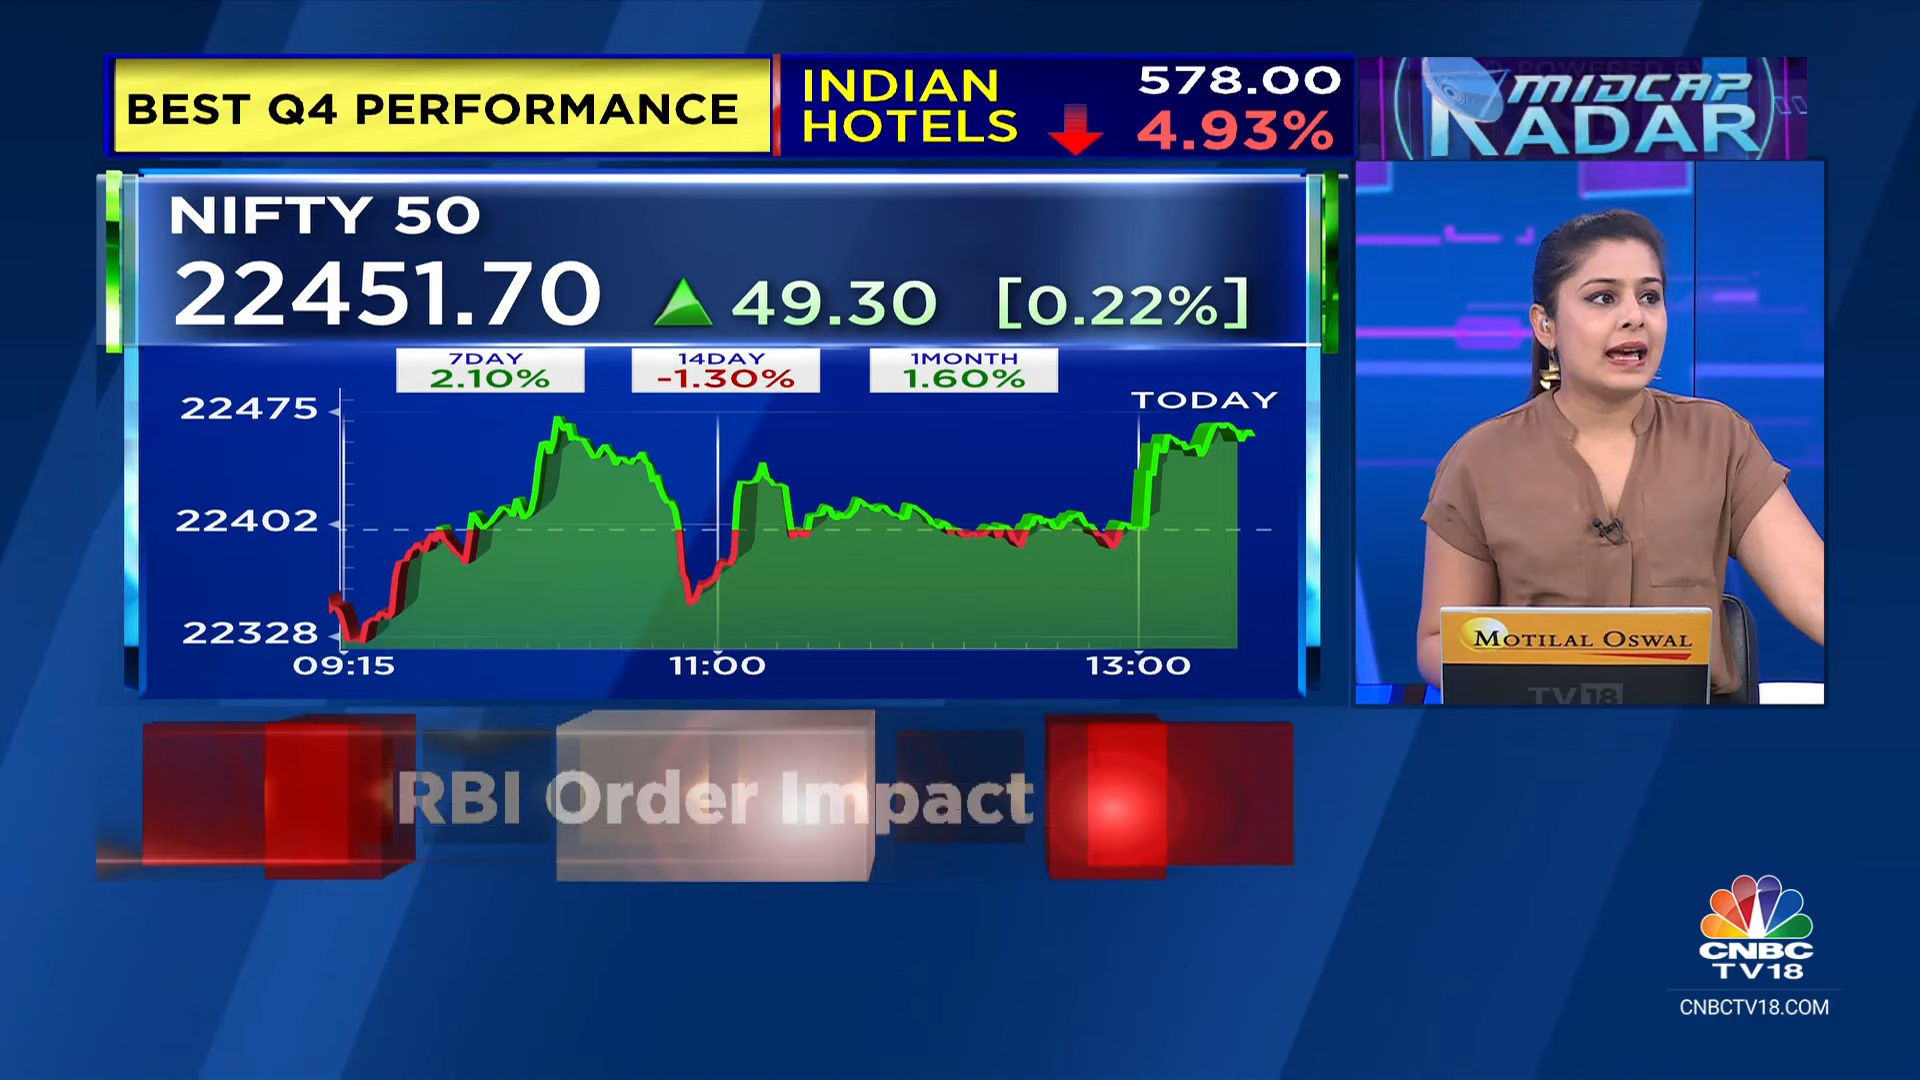 BEST Q4 PERFORMANCE
INDIAN
HOTELS
578.00
4.93%
MIDCAP
RADAR
NIFTY 50
22451.70 49.30 [0.22%]
7DAY
2.10%
14DAY
-1.30%
1MONTH
1.60%
TODAY
22475
22402
22328
09:15 11:00 13:00
MOTILAL OSWAL
TV18
RBI Order Impact
CNBC
TV18
CNBCTV18.COM